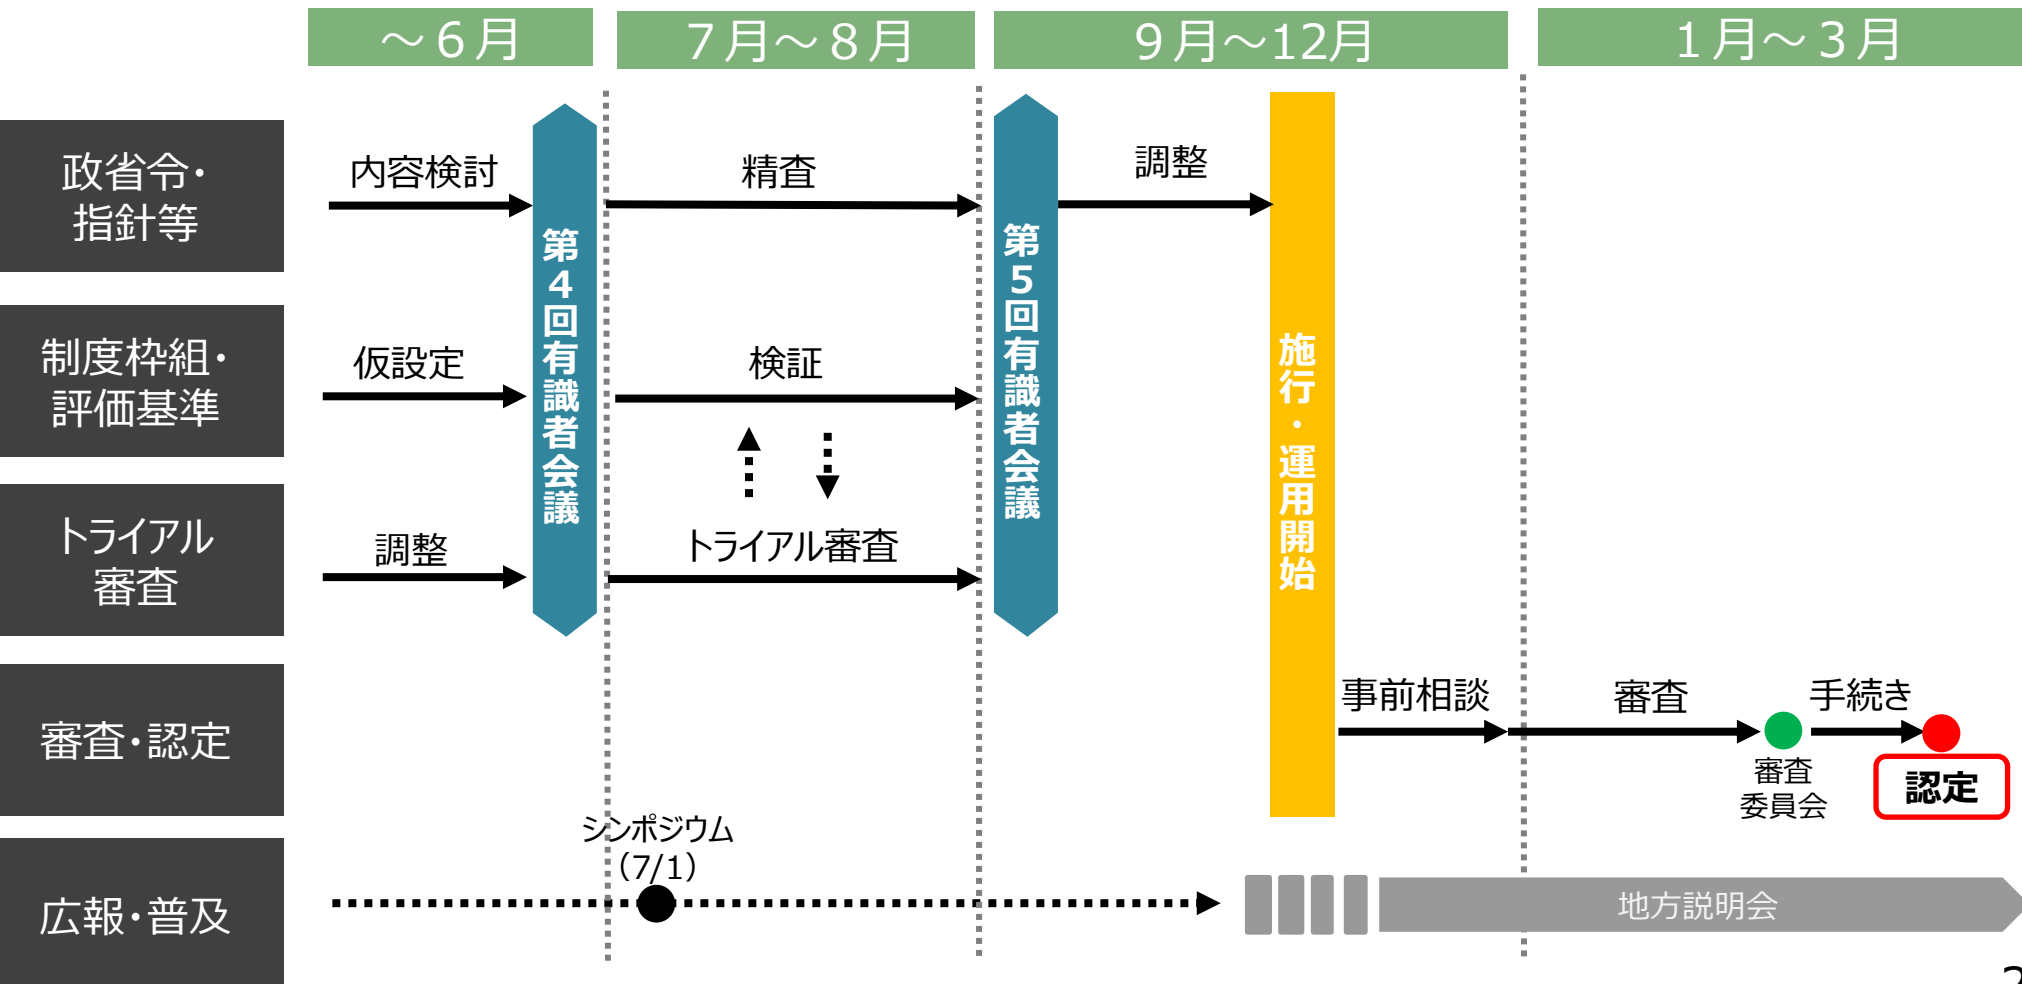 ～６月
７月～８月
９月～12月
１月～３月
政省令・
指針等
内容検討
精査
調整
制度枠組・
評価基準
仮設定
検証
トライアル
審査
調整
トライアル審査
第４回有識者会議
第５回有識者会議
施行・運用開始
審査・認定
事前相談
審査
手続き
審査
委員会
認定
広報・普及
シンポジウム
（7/1）
地方説明会